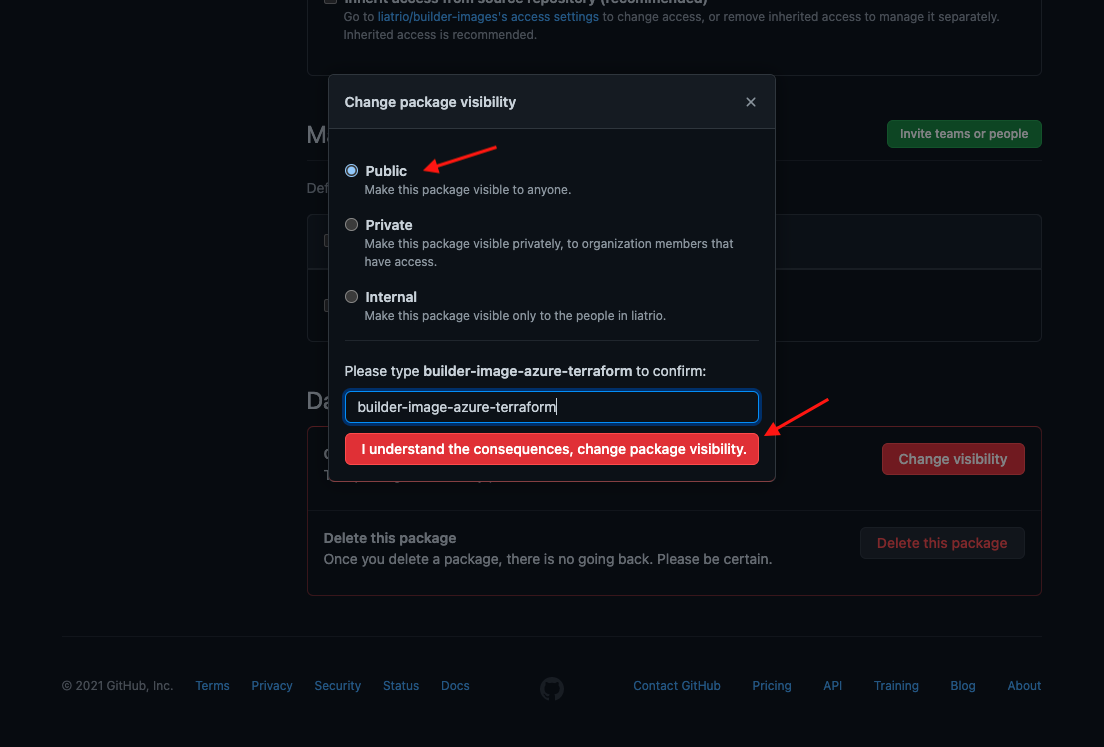 Inherit access from source repository (recommended)
Go to liatrio/builder-images's access settings to change access, or remove inherited access to manage it separately.
Inherited access is recommended.
Change package visibility
Invite teams or people
Public
Make this package visible to anyone.
Private
Make this package visible privately, to organization members that
have access.
Internal
Make this package visible only to the people in liatrio.
Please type builder-image-azure-terraform to confirm:
builder-image-azure-terraform
I understand the consequences, change package visibility.
Change visibility
Delete this package
Once you delete a package, there is no going back. Please be certain.
Delete this package
© 2021 GitHub, Inc. Terms Privacy Security Status Docs Contact GitHub Pricing API Training Blog About